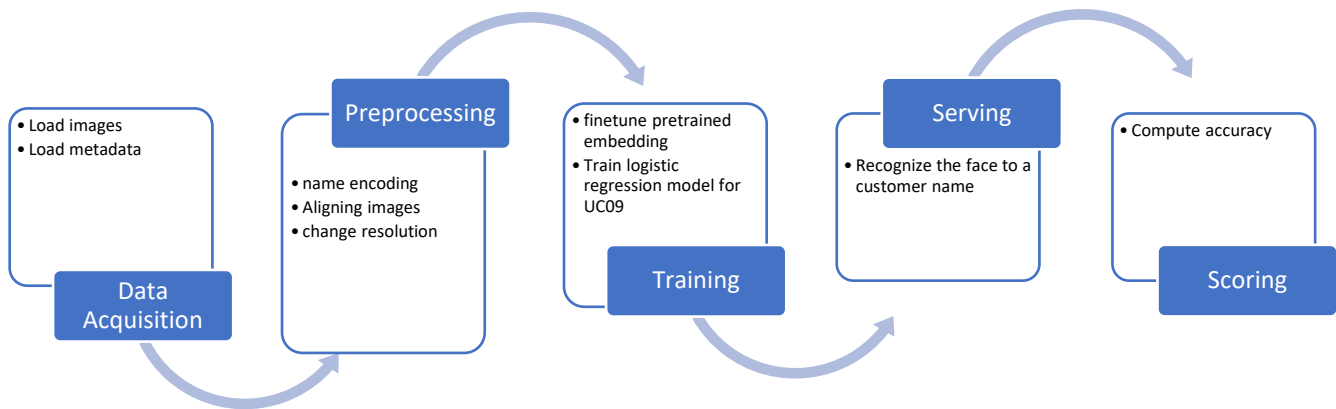 • Load images
• Load metadata
Data
Acquisition
Preprocessing
• name encoding
• Aligning images
• change resolution
• finetune pretrained
embedding
• Train logistic
regression model for
UC09
Training
Serving
• Recognize the face to a
customer name
• Compute accuracy
Scoring